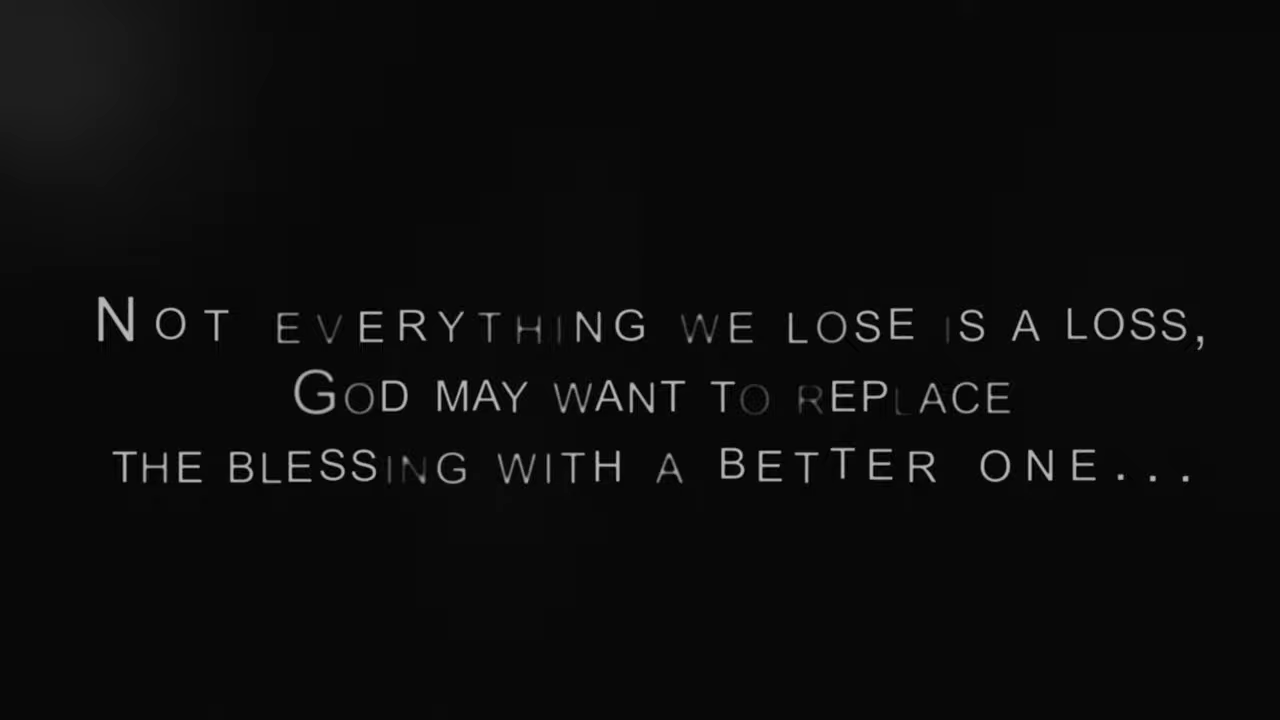 Not everything we lose is a loss,
God may want to replace
the blessing with a better one...